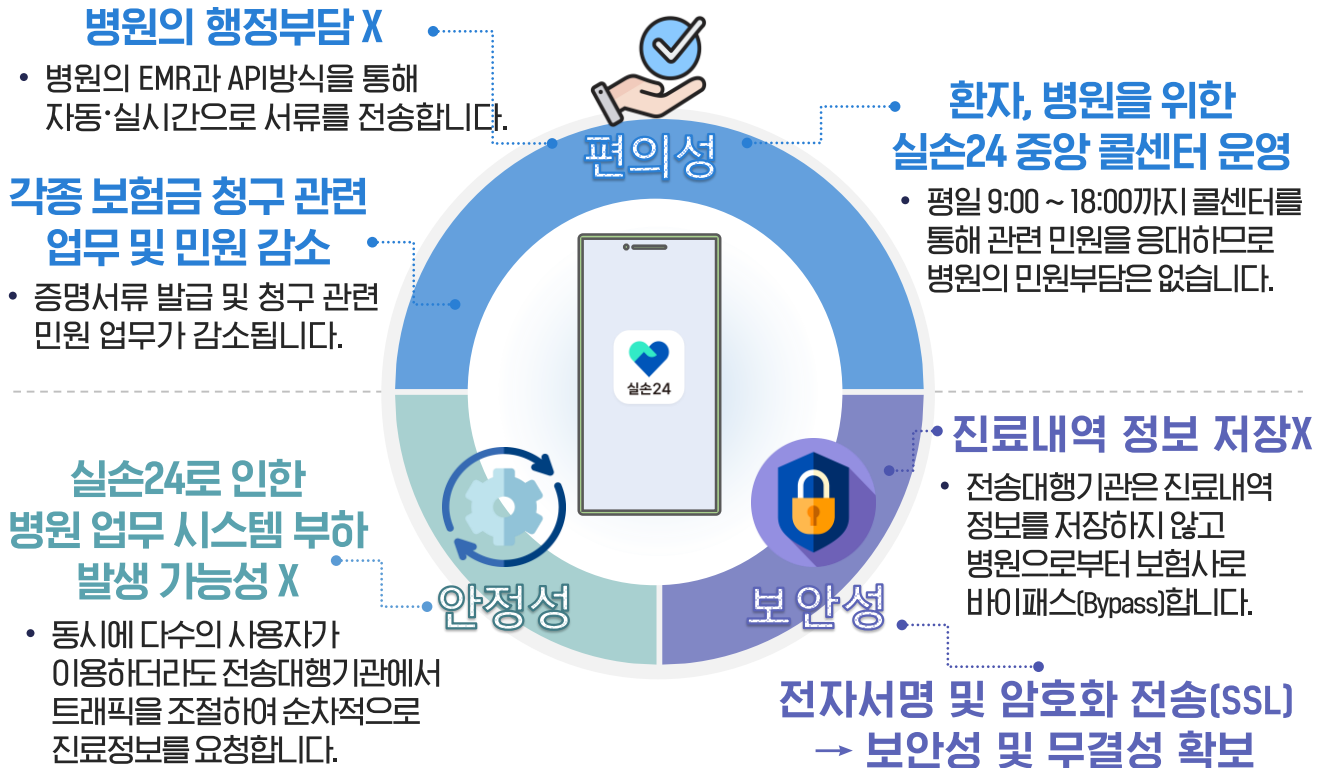 병원의 행정부담 X
• 병원의 EMR과 API방식을 통해
자동·실시간으로 서류를 전송합니다.
각종 보험금 청구 관련
업무 및 민원 감소
• 증명서류 발급 및 청구 관련
민원 업무가 감소됩니다.
편의성
환자, 병원을 위한
실손24 중앙 콜센터 운영
• 평일 9:00 ~ 18:00까지 콜센터를
통해 관련 민원을 응대하므로
병원의 민원부담은 없습니다.
실손24
실손24로 인한
병원 업무 시스템 부하
발생 가능성 X
• 동시에 다수의 사용자가
이용하더라도 전송대행기관에서
트래픽을 조절하여 순차적으로
진료정보를 요청합니다.
안정성
보안성
진료내역 정보 저장X
• 전송대행기관은 진료내역
정보를 저장하지 않고
병원으로부터 보험사로
바이패스(Bypass)합니다.
전자서명 및 암호화 전송(SSL)
→ 보안성 및 무결성 확보